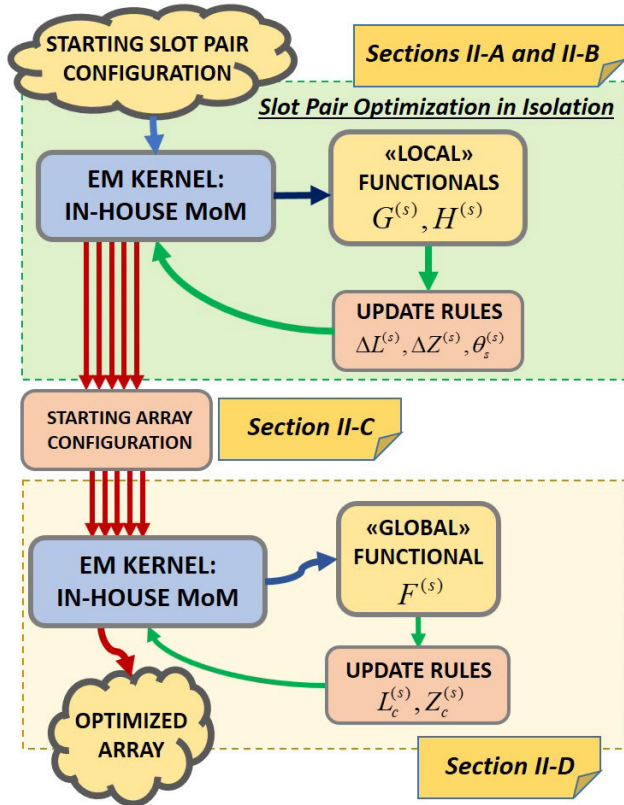 STARTING SLOT PAIR
CONFIGURATION
Sections II-A and II-B
Slot Pair Optimization in Isolation
EM KERNEL:
IN-HOUSE MoM
«LOCAL»
FUNCTIONALS
G^{(s)}, H^{(s)}
UPDATE RULES
ΔL^{(s)}, ΔZ^{(s)}, θ_s^{(s)}
STARTING ARRAY
CONFIGURATION
Section II-C
EM KERNEL:
IN-HOUSE MoM
«GLOBAL»
FUNCTIONAL
F^{(s)}
UPDATE RULES
L_c^{(s)}, Z_c^{(s)}
OPTIMIZED
ARRAY
Section II-D